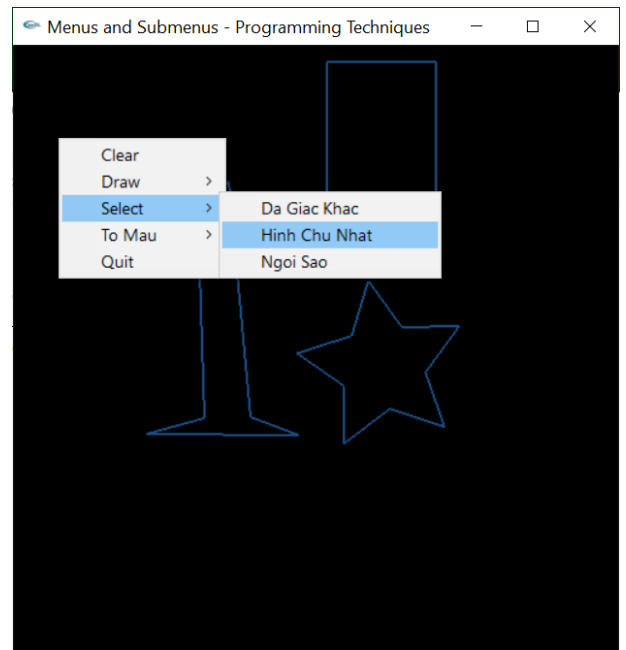 Menus and Submenus - Programming Techniques
Clear
Draw
Select
To Mau
Quit
Da Giac Khac
Hinh Chu Nhat
Ngoi Sao